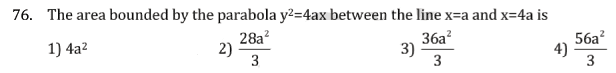 76. The area bounded by the parabola y²=4ax between the line x=a and x=4a is
1) 4a² 2) 28a²/3 3) 36a²/3 4) 56a²/3